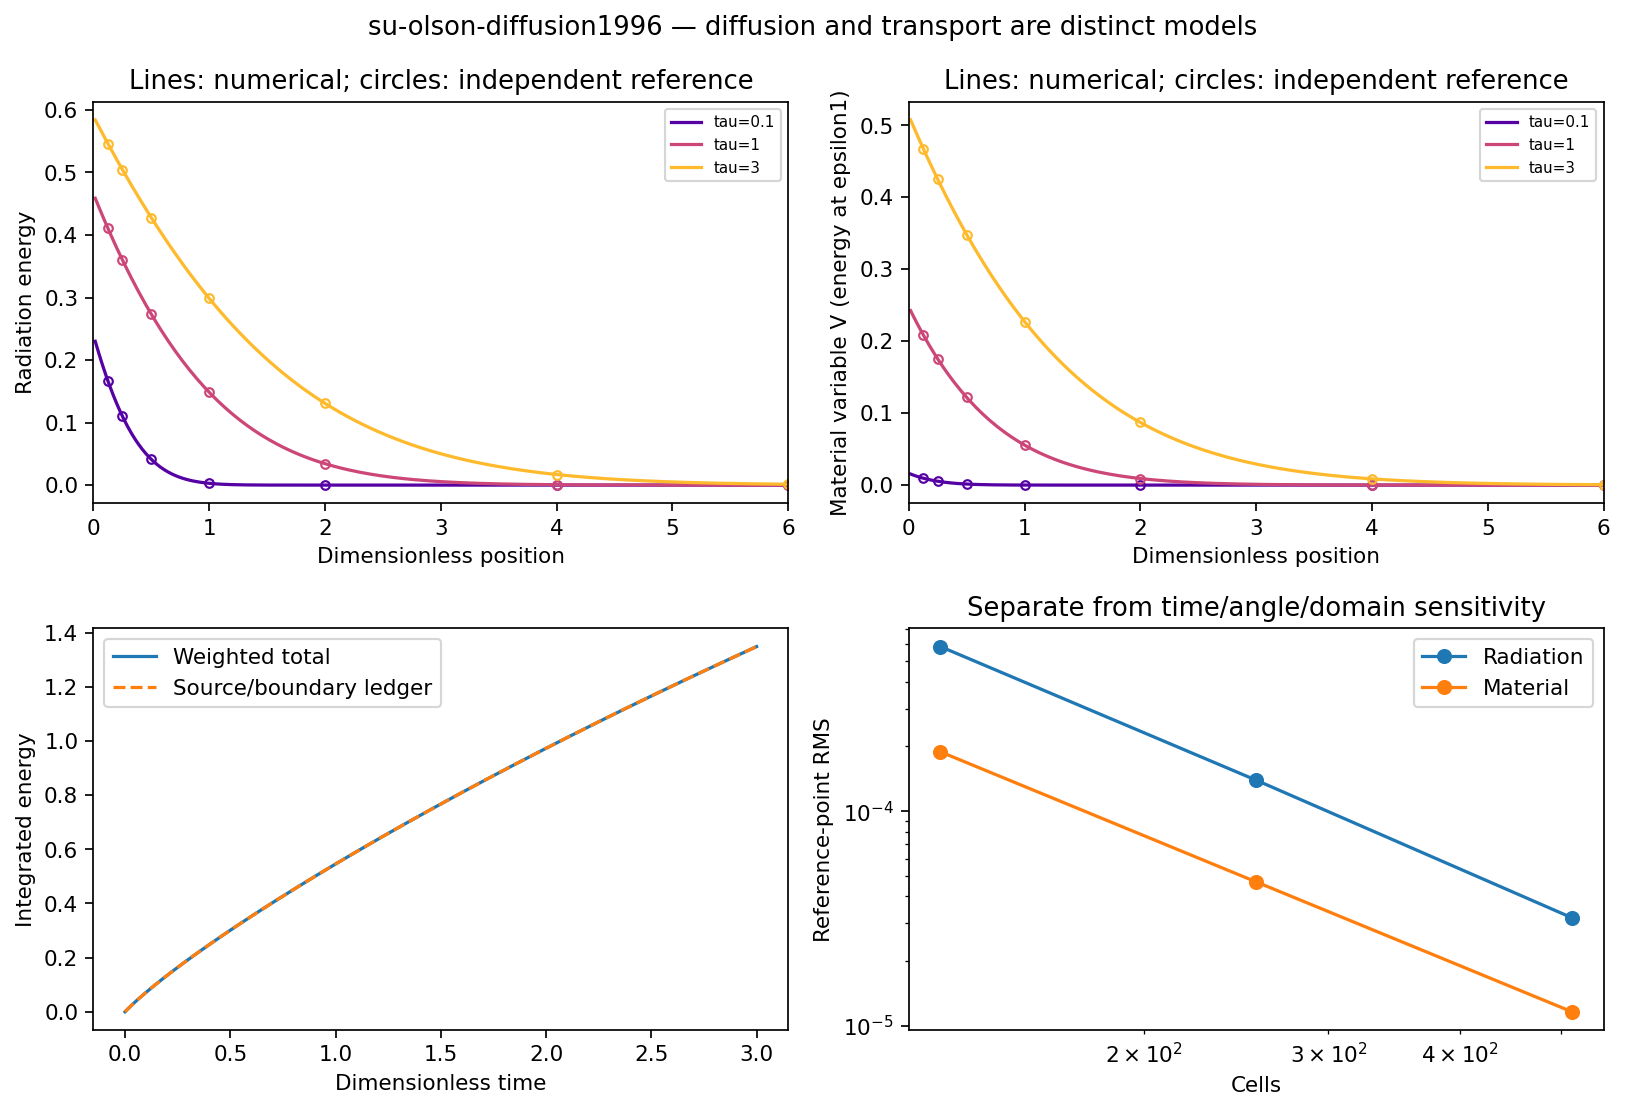 su-olson-diffusion1996 — diffusion and transport are distinct models
Lines: numerical; circles: independent reference
Radiation energy
0.6
0.5
0.4
0.3
0.2
0.1
0.0
tau=0.1
tau=1
tau=3
0 1 2 3 4 5 6
Dimensionless position
Lines: numerical; circles: independent reference
Material variable V (energy at epsilon1)
0.5
0.4
0.3
0.2
0.1
0.0
tau=0.1
tau=1
tau=3
0 1 2 3 4 5 6
Dimensionless position
Integrated energy
1.4
1.2
1.0
0.8
0.6
0.4
0.2
0.0
Weighted total
Source/boundary ledger
0.0 0.5 1.0 1.5 2.0 2.5 3.0
Dimensionless time
Separate from time/angle/domain sensitivity
Reference-point RMS
10⁻⁴
10⁻⁵
Radiation
Material
2 × 10² 3 × 10² 4 × 10²
Cells